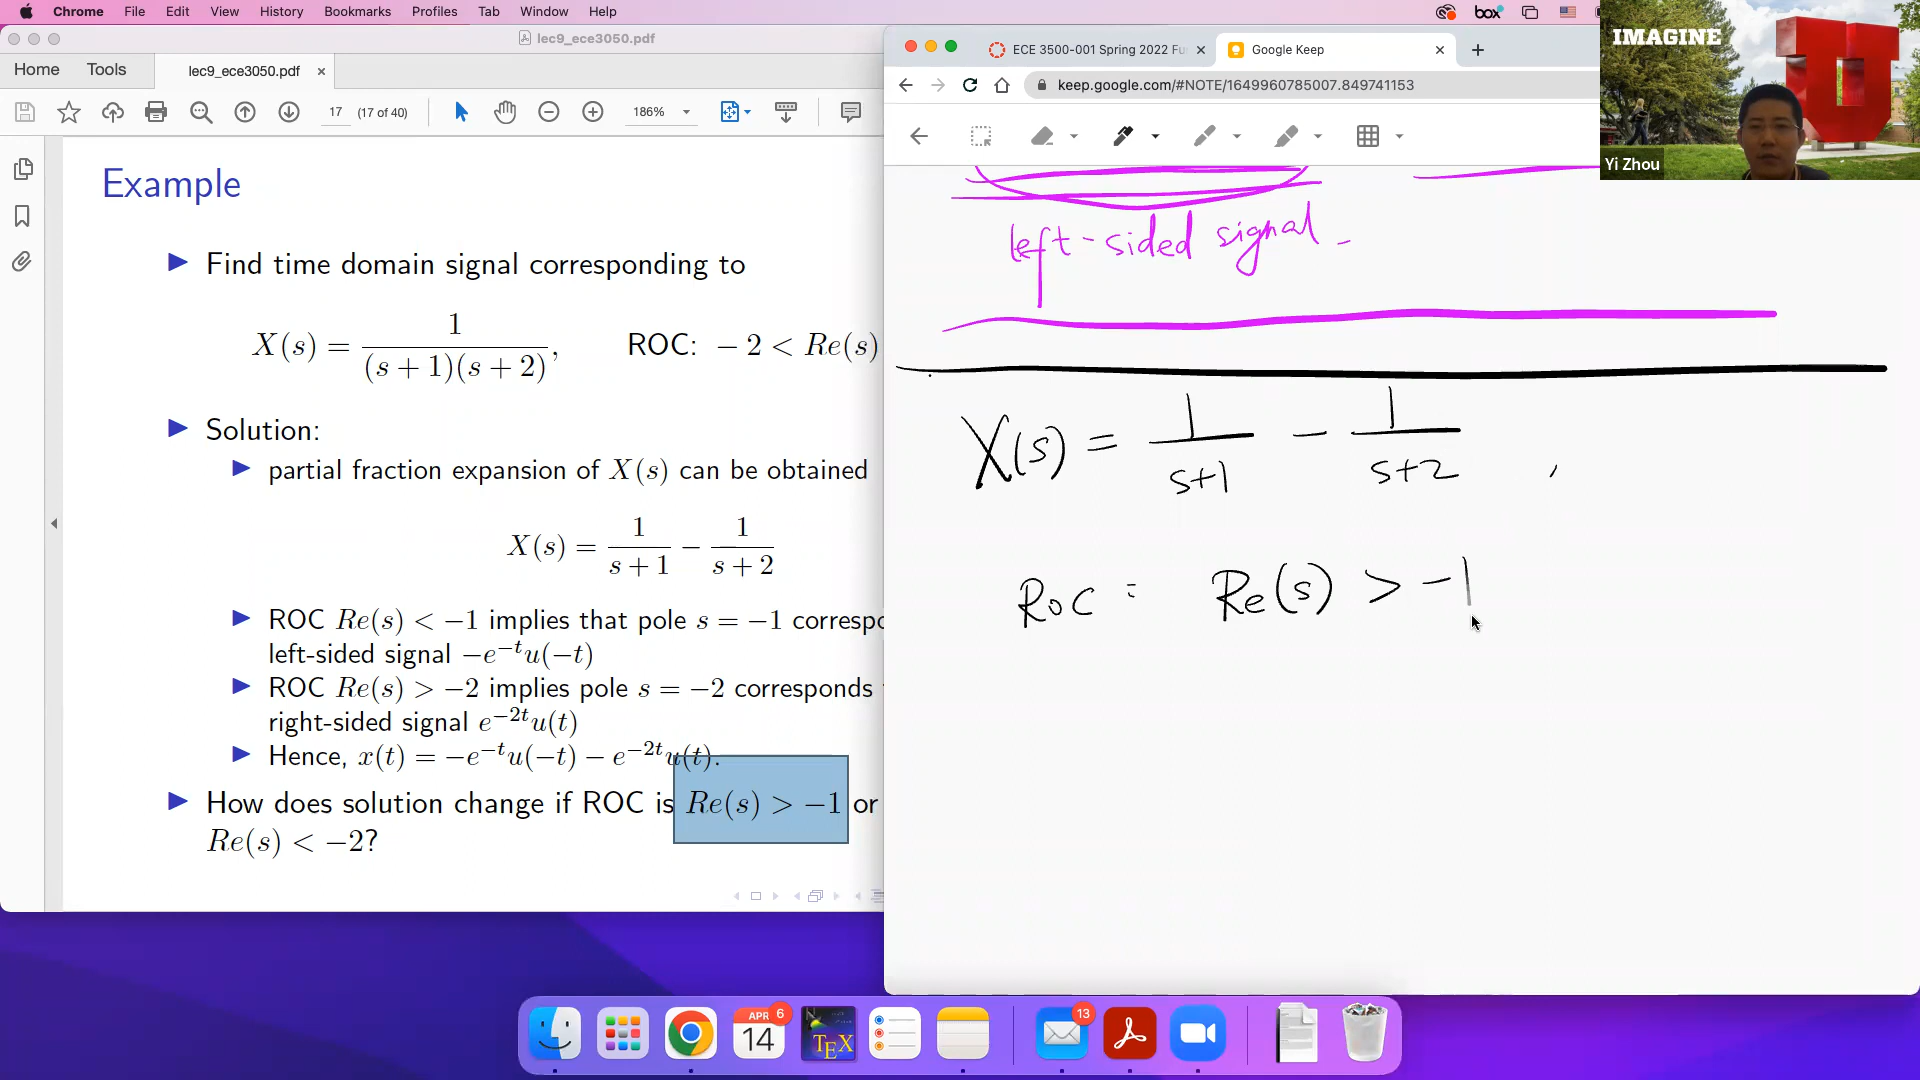 Chrome File Edit View History Bookmarks Profiles Tab Window Help
box
lec9_ece3050.pdf
Home Tools lec9_ece3050.pdf ×
17 (17 of 40) 186%
Example
Find time domain signal corresponding to
X(s) = 1/((s + 1)(s + 2)), ROC: −2 < Re(s)
Solution:
partial fraction expansion of X(s) can be obtained
X(s) = 1/(s + 1) − 1/(s + 2)
ROC Re(s) < −1 implies that pole s = −1 correspo
left-sided signal −e^{−t}u(−t)
ROC Re(s) > −2 implies pole s = −2 corresponds
right-sided signal e^{−2t}u(t)
Hence, x(t) = −e^{−t}u(−t) − e^{−2t}u(t).
How does solution change if ROC is Re(s) > −1 or
Re(s) < −2?
ECE 3500-001 Spring 2022 Fu × Google Keep × +
keep.google.com/#NOTE/1649960785007.849741153
left-sided signal
X(s) = 1/(s+1) − 1/(s+2) ,
ROC : Re(s) > −1
IMAGINE
U
Yi Zhou
APR 6
14
TEX
13